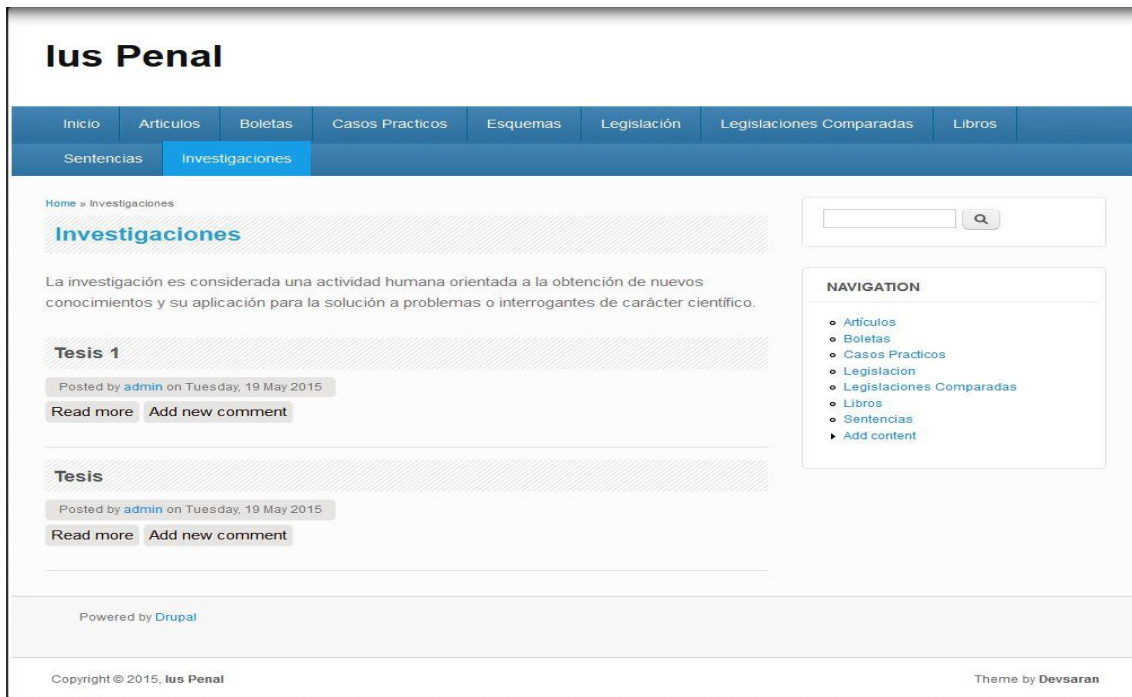 Ius Penal
Inicio Articulos Boletas Casos Practicos Esquemas Legislación Legislaciones Comparadas Libros
Sentencias Investigaciones
Home » Investigaciones
Investigaciones
La investigación es considerada una actividad humana orientada a la obtención de nuevos
conocimientos y su aplicación para la solución a problemas o interrogantes de carácter científico.
Tesis 1
Posted by admin on Tuesday, 19 May 2015
Read more Add new comment
Tesis
Posted by admin on Tuesday, 19 May 2015
Read more Add new comment
NAVIGATION
Artículos
Boletas
Casos Practicos
Legislacion
Legislaciones Comparadas
Libros
Sentencias
Add content
Powered by Drupal
Copyright © 2015, Ius Penal
Theme by Devsaran